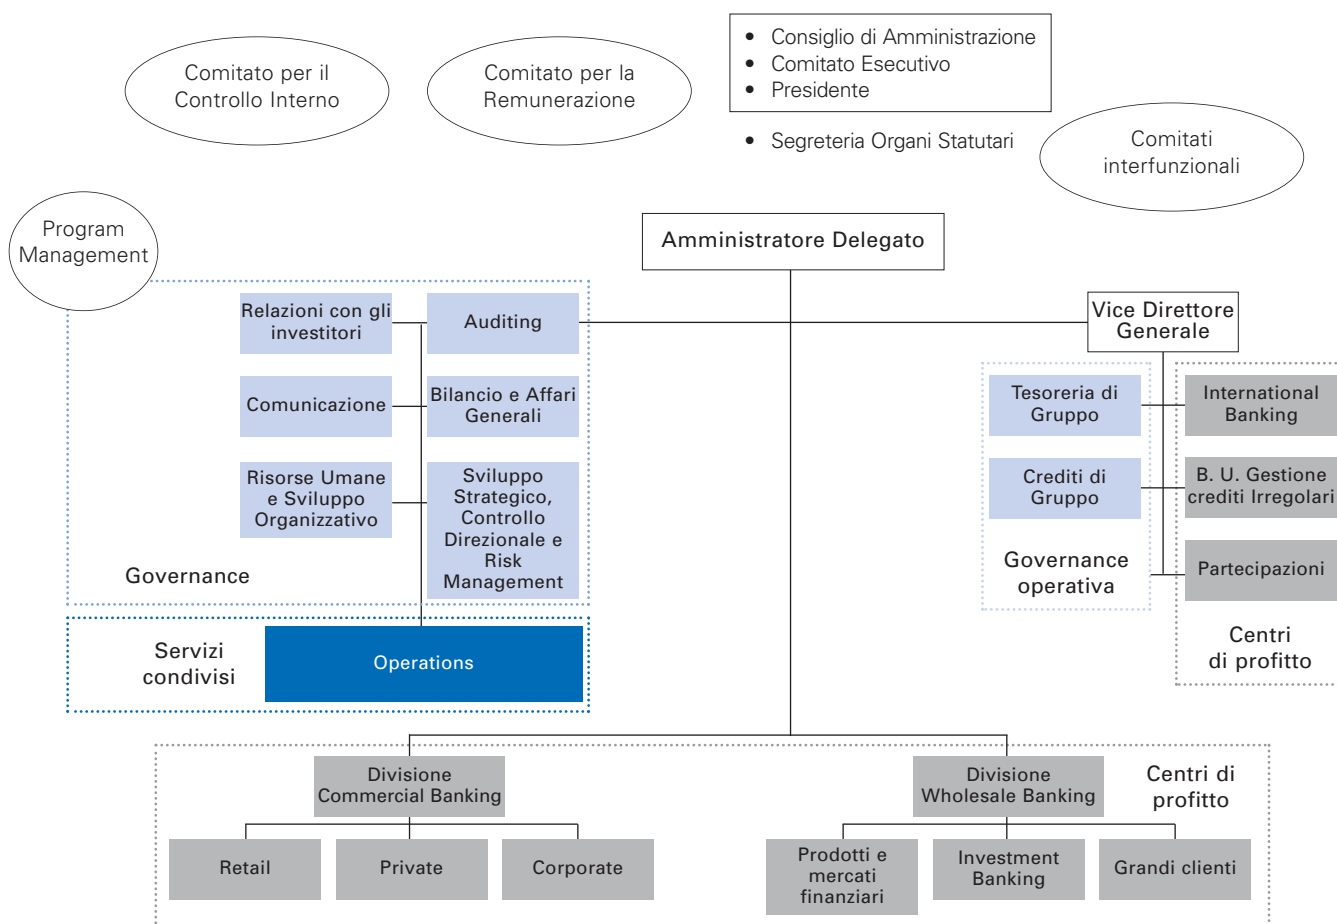 Comitato per il
Controllo Interno
Comitato per la
Remunerazione
• Consiglio di Amministrazione
• Comitato Esecutivo
• Presidente
• Segreteria Organi Statutari
Comitati
interfunzionali
Program
Management
Amministratore Delegato
Relazioni con gli
investitori
Auditing
Vice Direttore
Generale
Comunicazione
Bilancio e Affari
Generali
Tesoreria di
Gruppo
International
Banking
Risorse Umane
e Sviluppo
Organizzativo
Sviluppo
Strategico,
Controllo
Direzionale e
Risk
Management
Crediti di
Gruppo
B. U. Gestione
crediti Irregolari
Governance
Governance
operativa
Partecipazioni
Servizi
condivisi
Operations
Centri
di profitto
Divisione
Commercial Banking
Divisione
Wholesale Banking
Centri di
profitto
Retail
Private
Corporate
Prodotti e
mercati
finanziari
Investment
Banking
Grandi clienti